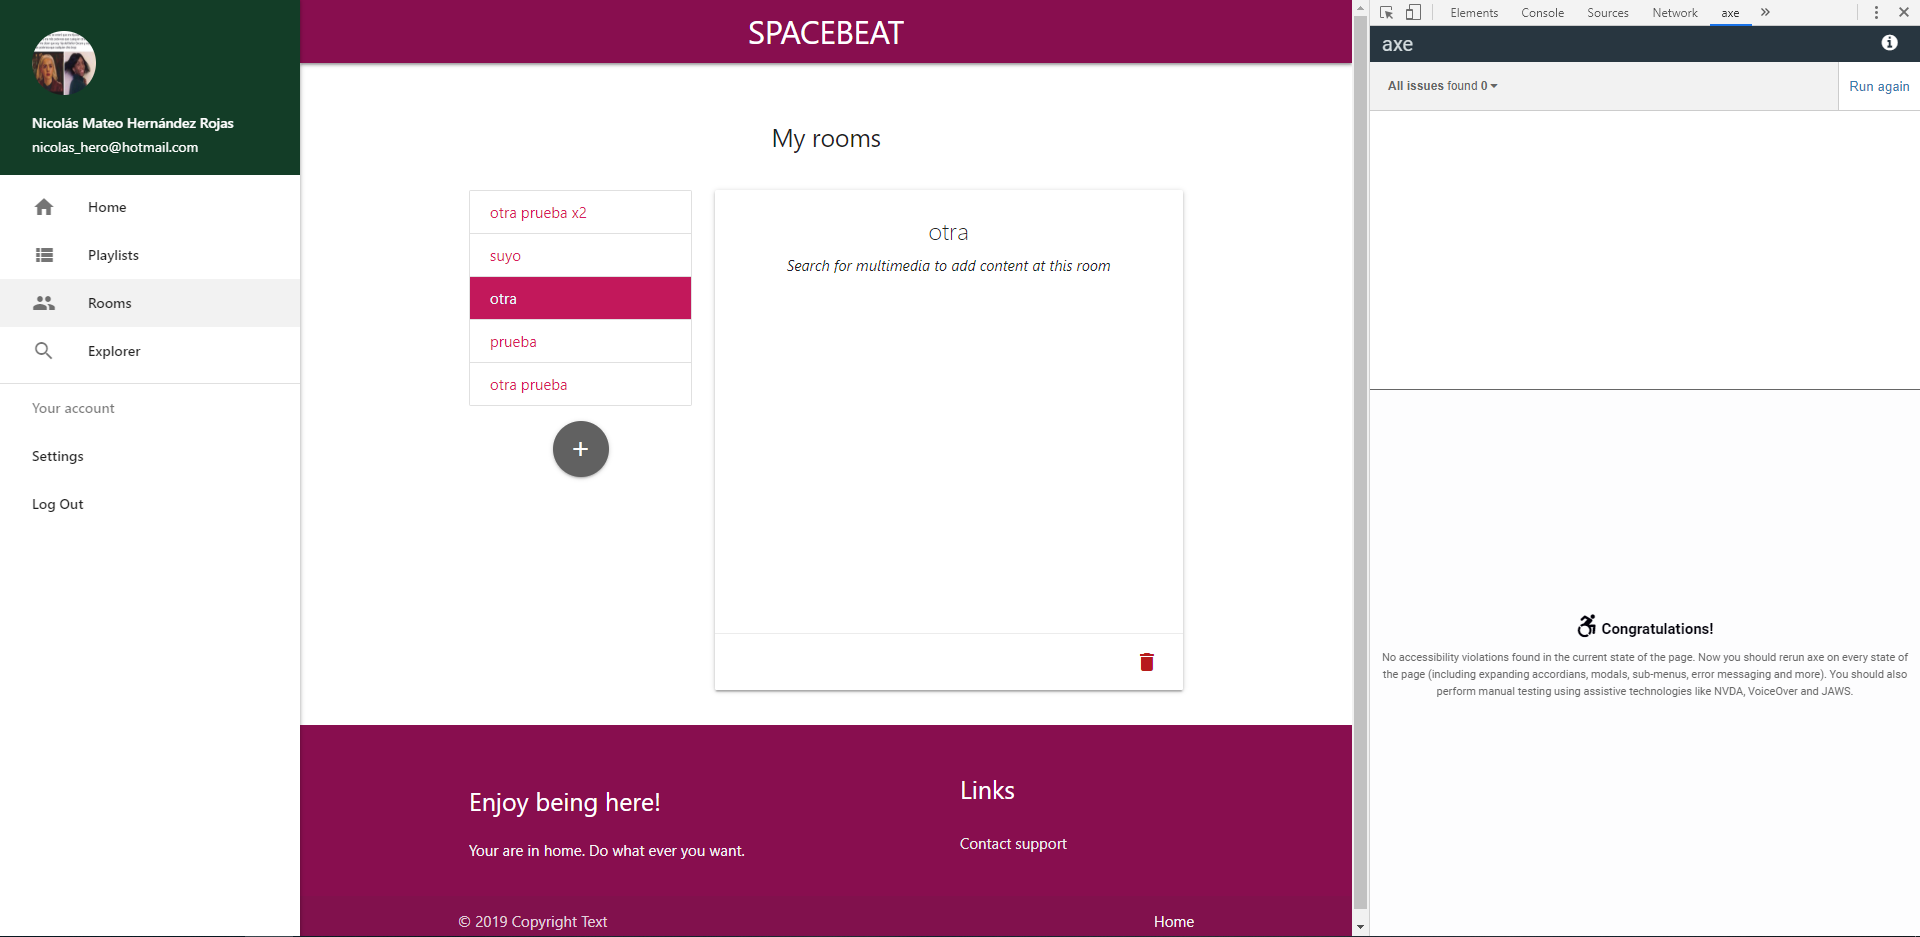 Nicolás Mateo Hernández Rojas
nicolas_hero@hotmail.com
Home
Playlists
Rooms
Explorer
Your account
Settings
Log Out
SPACEBEAT
My rooms
otra prueba x2
suyo
otra
prueba
otra prueba
+
otra
Search for multimedia to add content at this room
Enjoy being here!
Your are in home. Do what ever you want.
Links
Contact support
© 2019 Copyright Text
Home
Elements Console Sources Network axe »
axe
All issues found 0
Run again
Congratulations!
No accessibility violations found in the current state of the page. Now you should rerun axe on every state of
the page (including expanding accordians, modals, sub-menus, error messaging and more). You should also
perform manual testing using assistive technologies like NVDA, VoiceOver and JAWS.